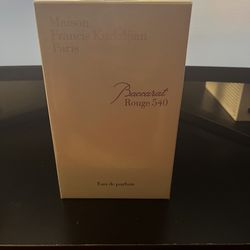 Maison
Francis Kurkdjian
Paris
Baccarat
Rouge 540
Eau de parfum